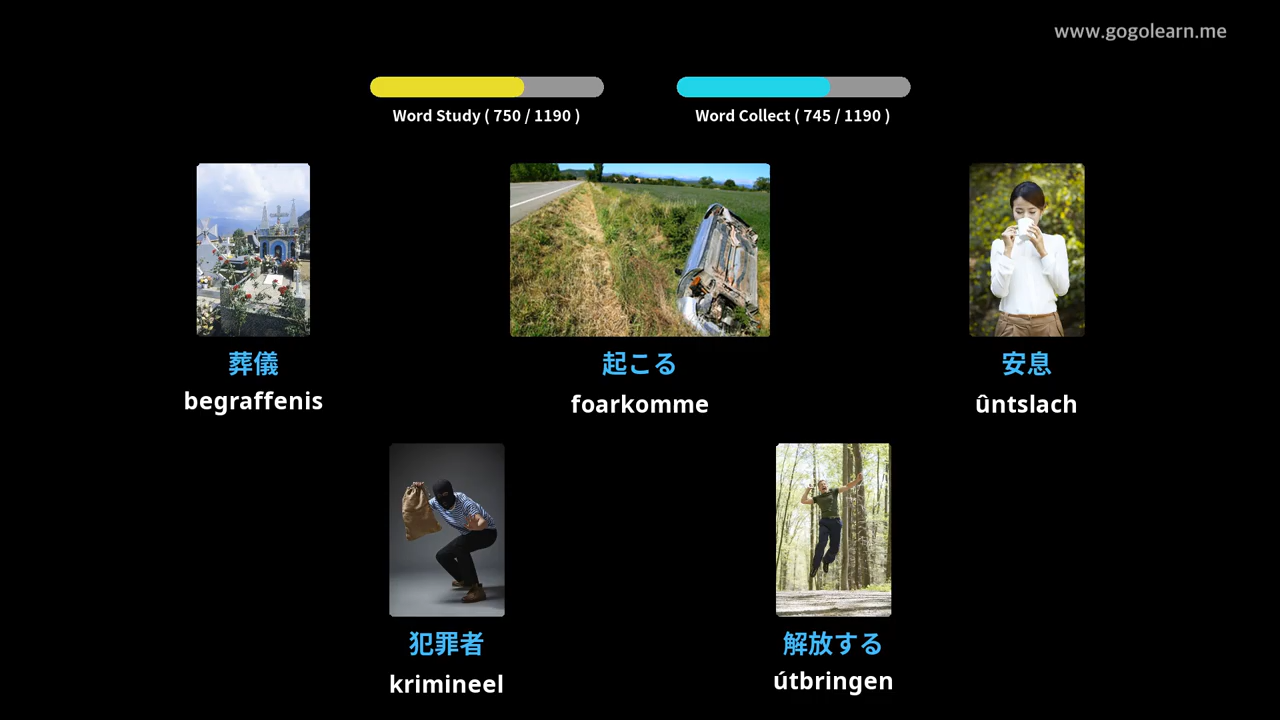 www.gogolearn.me
Word Study ( 750 / 1190 )
Word Collect ( 745 / 1190 )
葬儀
begraffenis
起こる
foarkomme
安息
ûntslach
犯罪者
krimineel
解放する
útbringen